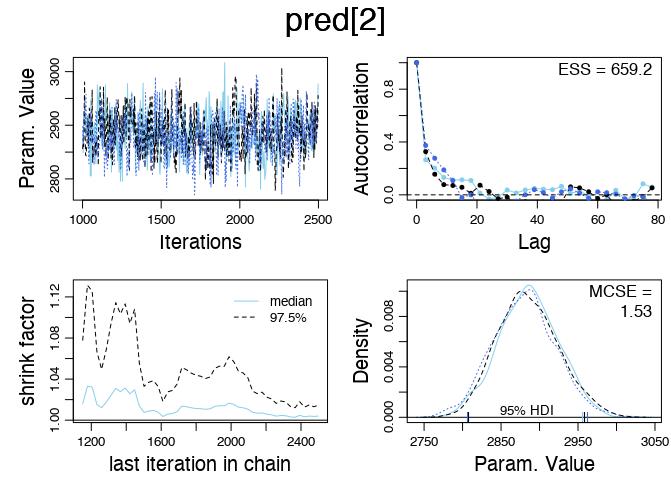 pred[2]
Param. Value
3000
2900
2800
1000 1500 2000 2500
Iterations
Autocorrelation
0.8
0.4
0.0
ESS = 659.2
0 20 40 60 80
Lag
shrink factor
1.12
1.08
1.04
1.00
median
97.5%
1200 1600 2000 2400
last iteration in chain
Density
0.008
0.004
0.000
MCSE =
1.53
95% HDI
2750 2850 2950 3050
Param. Value